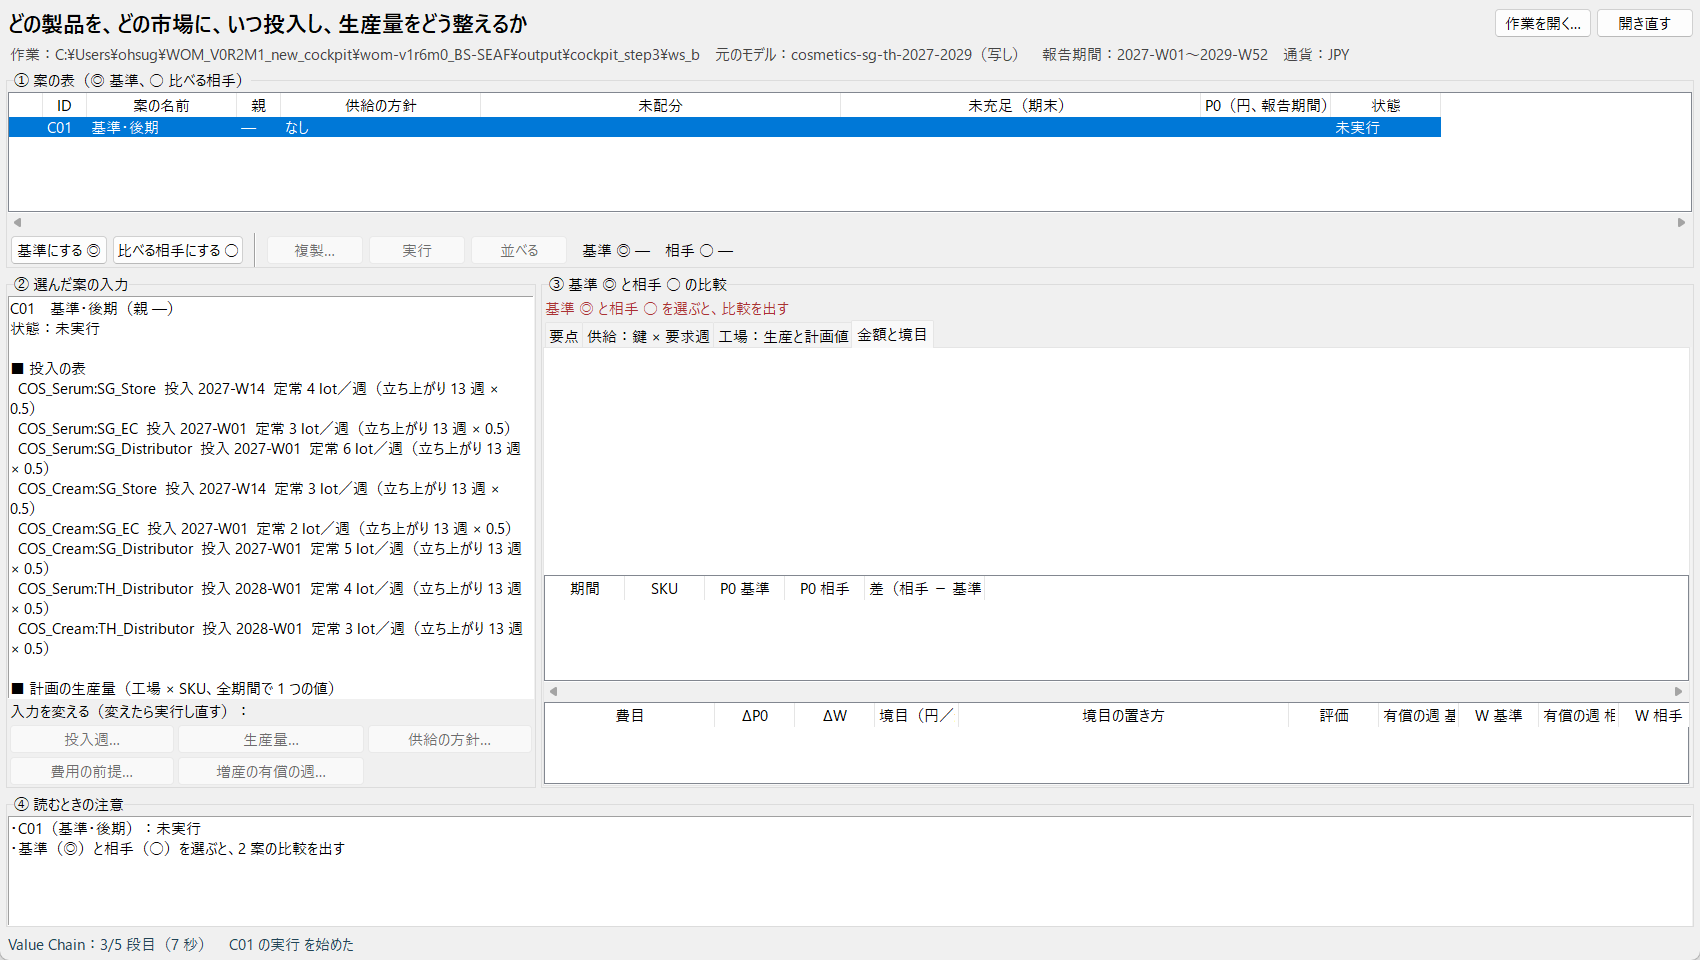 どの製品を、どの市場に、いつ投入し、生産量をどう整えるか
作業を開く... 開き直す
作業：C:¥Users¥ohsug¥WOM_V0R2M1_new_cockpit¥wom-v1r6m0_BS-SEAF¥output¥cockpit_step3¥ws_b 元のモデル：cosmetics-sg-th-2027-2029（写し） 報告期間：2027-W01～2029-W52 通貨：JPY
① 案の表（◎ 基準、○ 比べる相手）
ID 案の名前 親 供給の方針 未配分 未充足（期末） P0（円、報告期間） 状態
C01 基準・後期 — なし 未実行
基準にする ◎ 比べる相手にする ○ 複製... 実行 並べる 基準 ◎ — 相手 ○ —
② 選んだ案の入力
C01 基準・後期（親 —）
状態：未実行
■ 投入の表
COS_Serum:SG_Store 投入 2027-W14 定常 4 lot／週（立ち上がり 13 週 ×
0.5）
COS_Serum:SG_EC 投入 2027-W01 定常 3 lot／週（立ち上がり 13 週 × 0.5）
COS_Serum:SG_Distributor 投入 2027-W01 定常 6 lot／週（立ち上がり 13 週
× 0.5）
COS_Cream:SG_Store 投入 2027-W14 定常 3 lot／週（立ち上がり 13 週 ×
0.5）
COS_Cream:SG_EC 投入 2027-W01 定常 2 lot／週（立ち上がり 13 週 × 0.5）
COS_Cream:SG_Distributor 投入 2027-W01 定常 5 lot／週（立ち上がり 13 週
× 0.5）
COS_Serum:TH_Distributor 投入 2028-W01 定常 4 lot／週（立ち上がり 13 週
× 0.5）
COS_Cream:TH_Distributor 投入 2028-W01 定常 3 lot／週（立ち上がり 13 週
× 0.5）
■ 計画の生産量（工場 × SKU、全期間で 1 つの値）
入力を変える（変えたら実行し直す）：
投入週... 生産量... 供給の方針...
費用の前提... 増産の有償の週...
③ 基準 ◎ と相手 ○ の比較
基準 ◎ と相手 ○ を選ぶと、比較を出す
要点 供給：鍵 × 要求週 工場：生産と計画値 金額と境目
期間 SKU P0 基準 P0 相手 差（相手 － 基準
費目 ΔP0 ΔW 境目（円／ 境目の置き方 評価 有償の週 基 W 基準 有償の週 相 W 相手
④ 読むときの注意
・C01（基準・後期）：未実行
・基準（◎）と相手（○）を選ぶと、2 案の比較を出す
Value Chain：3/5 段目（7 秒） C01 の実行 を始めた